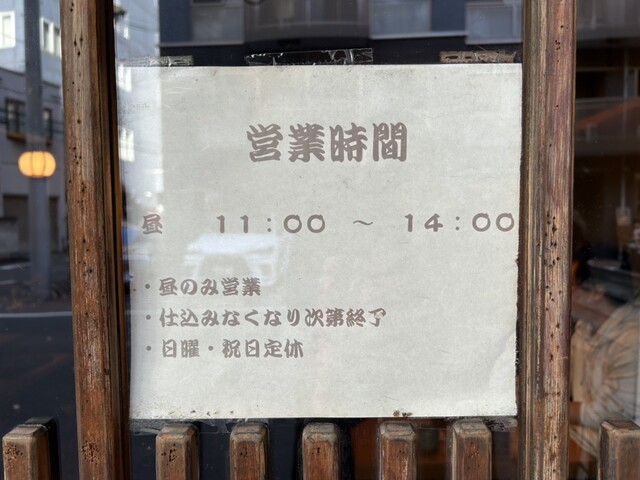 営業時間
昼　11：00　～　14：00
・昼のみ営業
・仕込みなくなり次第終了
・日曜・祝日定休